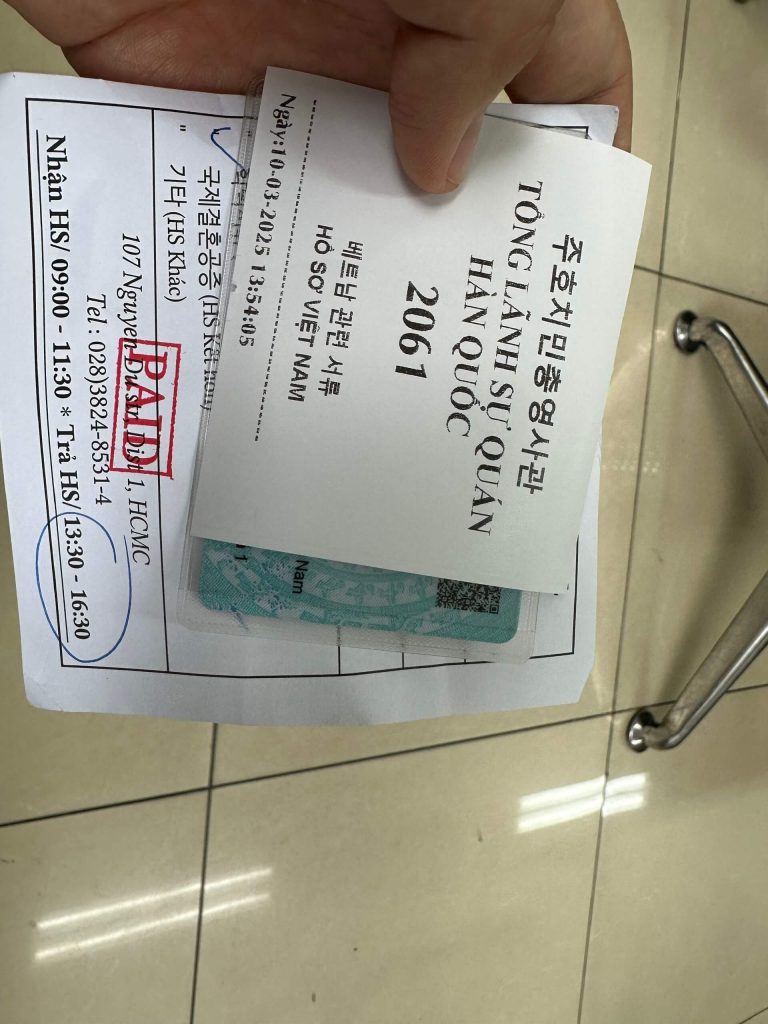 주호치민총영사관
TỔNG LÃNH SỰ QUÁN
HÀN QUỐC
2061
베트남 관련 서류
HỒ SƠ VIỆT NAM
Ngày:10-03-2025 13:54:05
Nam
1
" 국제결혼공증 (HS Kết hôn)
" 기타 (HS Khác)
107 Nguyen Du str, Dist 1, HCMC
PAID
Tel : 028)3824-8531-4
Nhận HS/ 09:00 - 11:30 * Trả HS/ 13:30 - 16:30